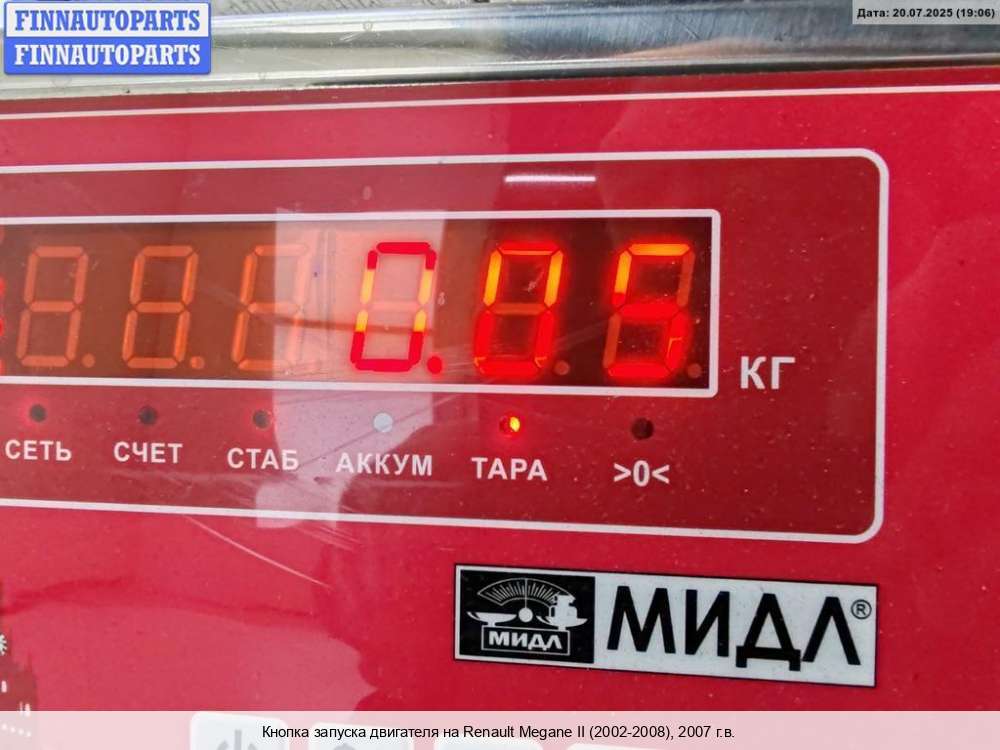 FINNAUTOPARTS
FINNAUTOPARTS
Дата: 20.07.2025 (19:06)
0.05
КГ
СЕТЬ СЧЕТ СТАБ АККУМ ТАРА >0<
МИДЛ
МИДЛ®
Кнопка запуска двигателя на Renault Megane II (2002-2008), 2007 г.в.